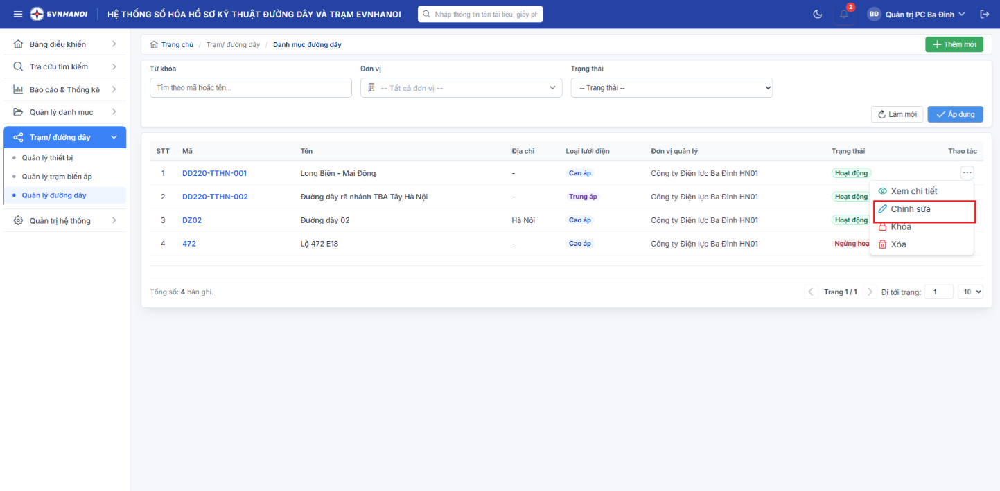 EVNHANOI
HỆ THỐNG SỐ HÓA HỒ SƠ KỸ THUẬT ĐƯỜNG DÂY VÀ TRẠM EVNHANOI
Nhập thông tin tên tài liệu, giấy ph
2
BĐ
Quản trị PC Ba Đình
Bảng điều khiển
Tra cứu tìm kiếm
Báo cáo & Thống kê
Quản lý danh mục
Trạm/ đường dây
Quản lý thiết bị
Quản lý trạm biến áp
Quản lý đường dây
Quản trị hệ thống
Trang chủ / Trạm/ đường dây / Danh mục đường dây
Thêm mới
Từ khóa Đơn vị Trạng thái
Tìm theo mã hoặc tên... -- Tất cả đơn vị -- -- Trạng thái --
Làm mới Áp dụng
STT Mã Tên Địa chỉ Loại lưới điện Đơn vị quản lý Trạng thái Thao tác
1 DD220-TTHN-001 Long Biên - Mai Động - Cao áp Công ty Điện lực Ba Đình HN01 Hoạt động ...
2 DD220-TTHN-002 Đường dây rẽ nhánh TBA Tây Hà Nội - Trung áp Công ty Điện lực Ba Đình HN01 Hoạt động
3 DZ02 Đường dây 02 Hà Nội Cao áp Công ty Điện lực Ba Đình HN01 Hoạt động
4 472 Lộ 472 E18 - Cao áp Công ty Điện lực Ba Đình HN01 Ngừng hoạ
Xem chi tiết
Chỉnh sửa
Khóa
Xóa
Tổng số: 4 bản ghi.
Trang 1 / 1 Đi tới trang: 1 10